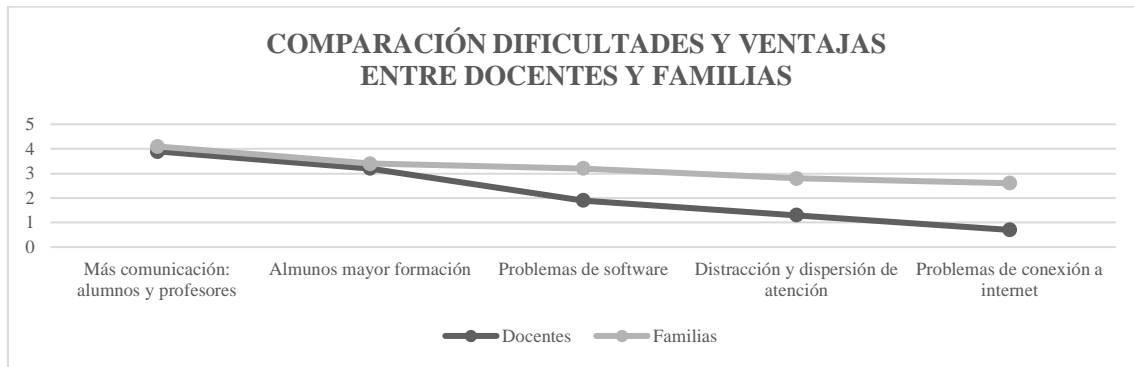 COMPARACIÓN DIFICULTADES Y VENTAJAS
ENTRE DOCENTES Y FAMILIAS
5
4
3
2
1
0
Más comunicación:
alumnos y profesores
Almunos mayor formación
Problemas de software
Distracción y dispersión de
atención
Problemas de conexión a
internet
Docentes
Familias